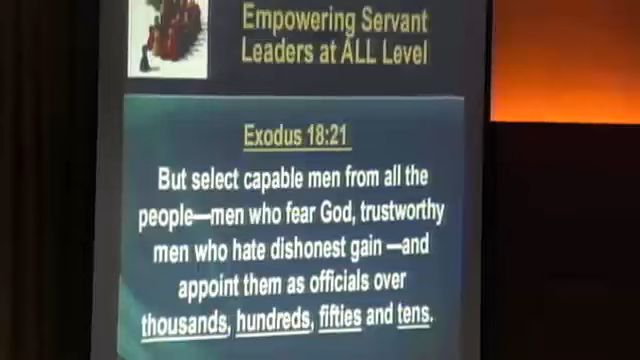 Empowering Servant
Leaders at ALL Level
Exodus 18:21
But select capable men from all the
people—men who fear God, trustworthy
men who hate dishonest gain —and
appoint them as officials over
thousands, hundreds, fifties and tens.